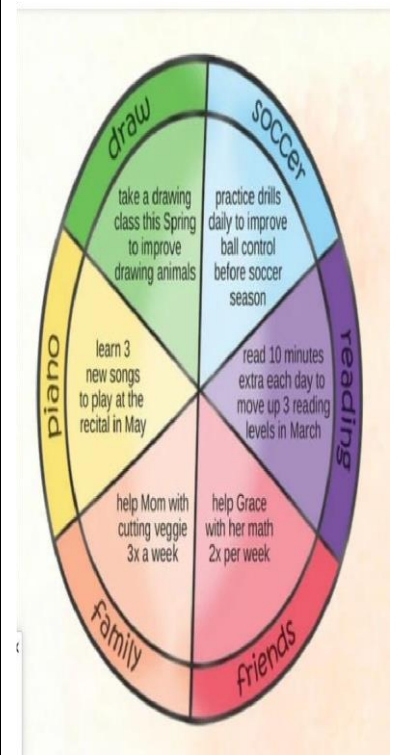 draw
take a drawing
class this Spring
to improve
drawing animals
soccer
practice drills
daily to improve
ball control
before soccer
season
reading
read 10 minutes
extra each day to
move up 3 reading
levels in March
friends
help Grace
with her math
2x per week
family
help Mom with
cutting veggie
3x a week
piano
learn 3
new songs
to play at the
recital in May